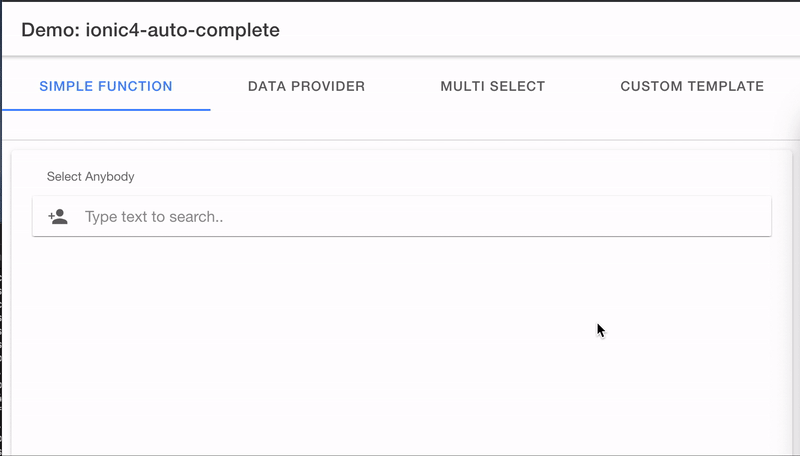 Demo: ionic4-auto-complete
SIMPLE FUNCTION DATA PROVIDER MULTI SELECT CUSTOM TEMPLATE
Select Anybody
Type text to search..